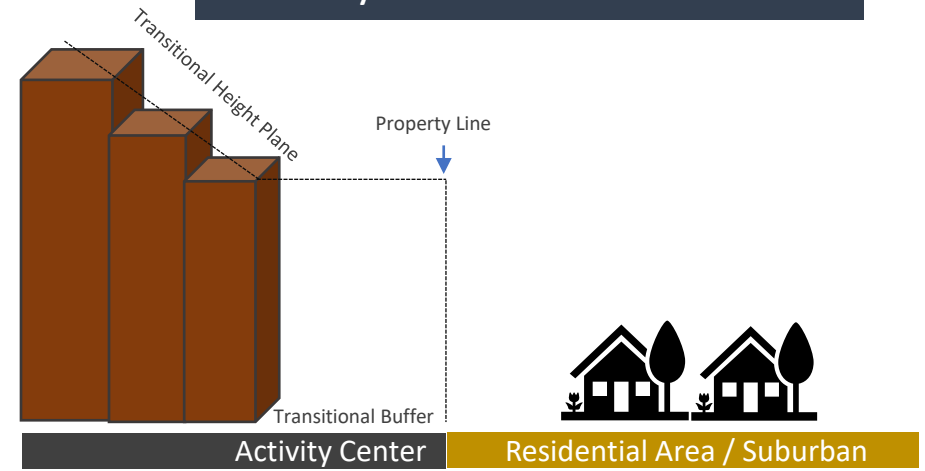 Transitional Height Plane
Property Line
Transitional Buffer
Activity Center
Residential Area / Suburban